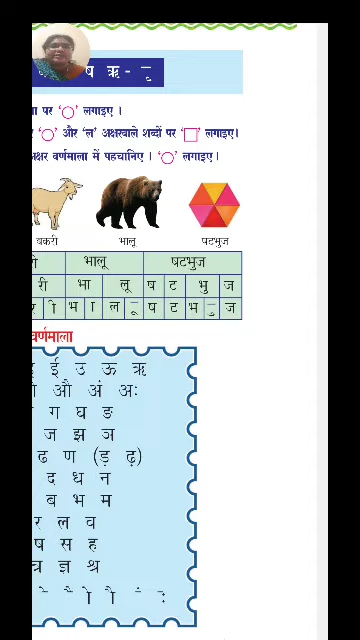 ष ऋ - ॄ
पर '○' लगाइए ।
'○' और 'ल' अक्षरवाले शब्दों पर '□' लगाइए।
अक्षर वर्णमाला में पहचानिए । '○' लगाइए।
बकरी भालू षटभुज
री भालू षटभुज
री भा लू ष ट भु ज
र ी भ ा ल ू ष ट भ ु ज
वर्णमाला
ई उ ऊ ऋ
औ अं अः
ग घ ङ
ज झ ञ
ढ ण (ड़ ढ़)
द ध न
ब भ म
र ल व
ष स ह
त्र ज्ञ श्र
े ै ो ौ ं ः